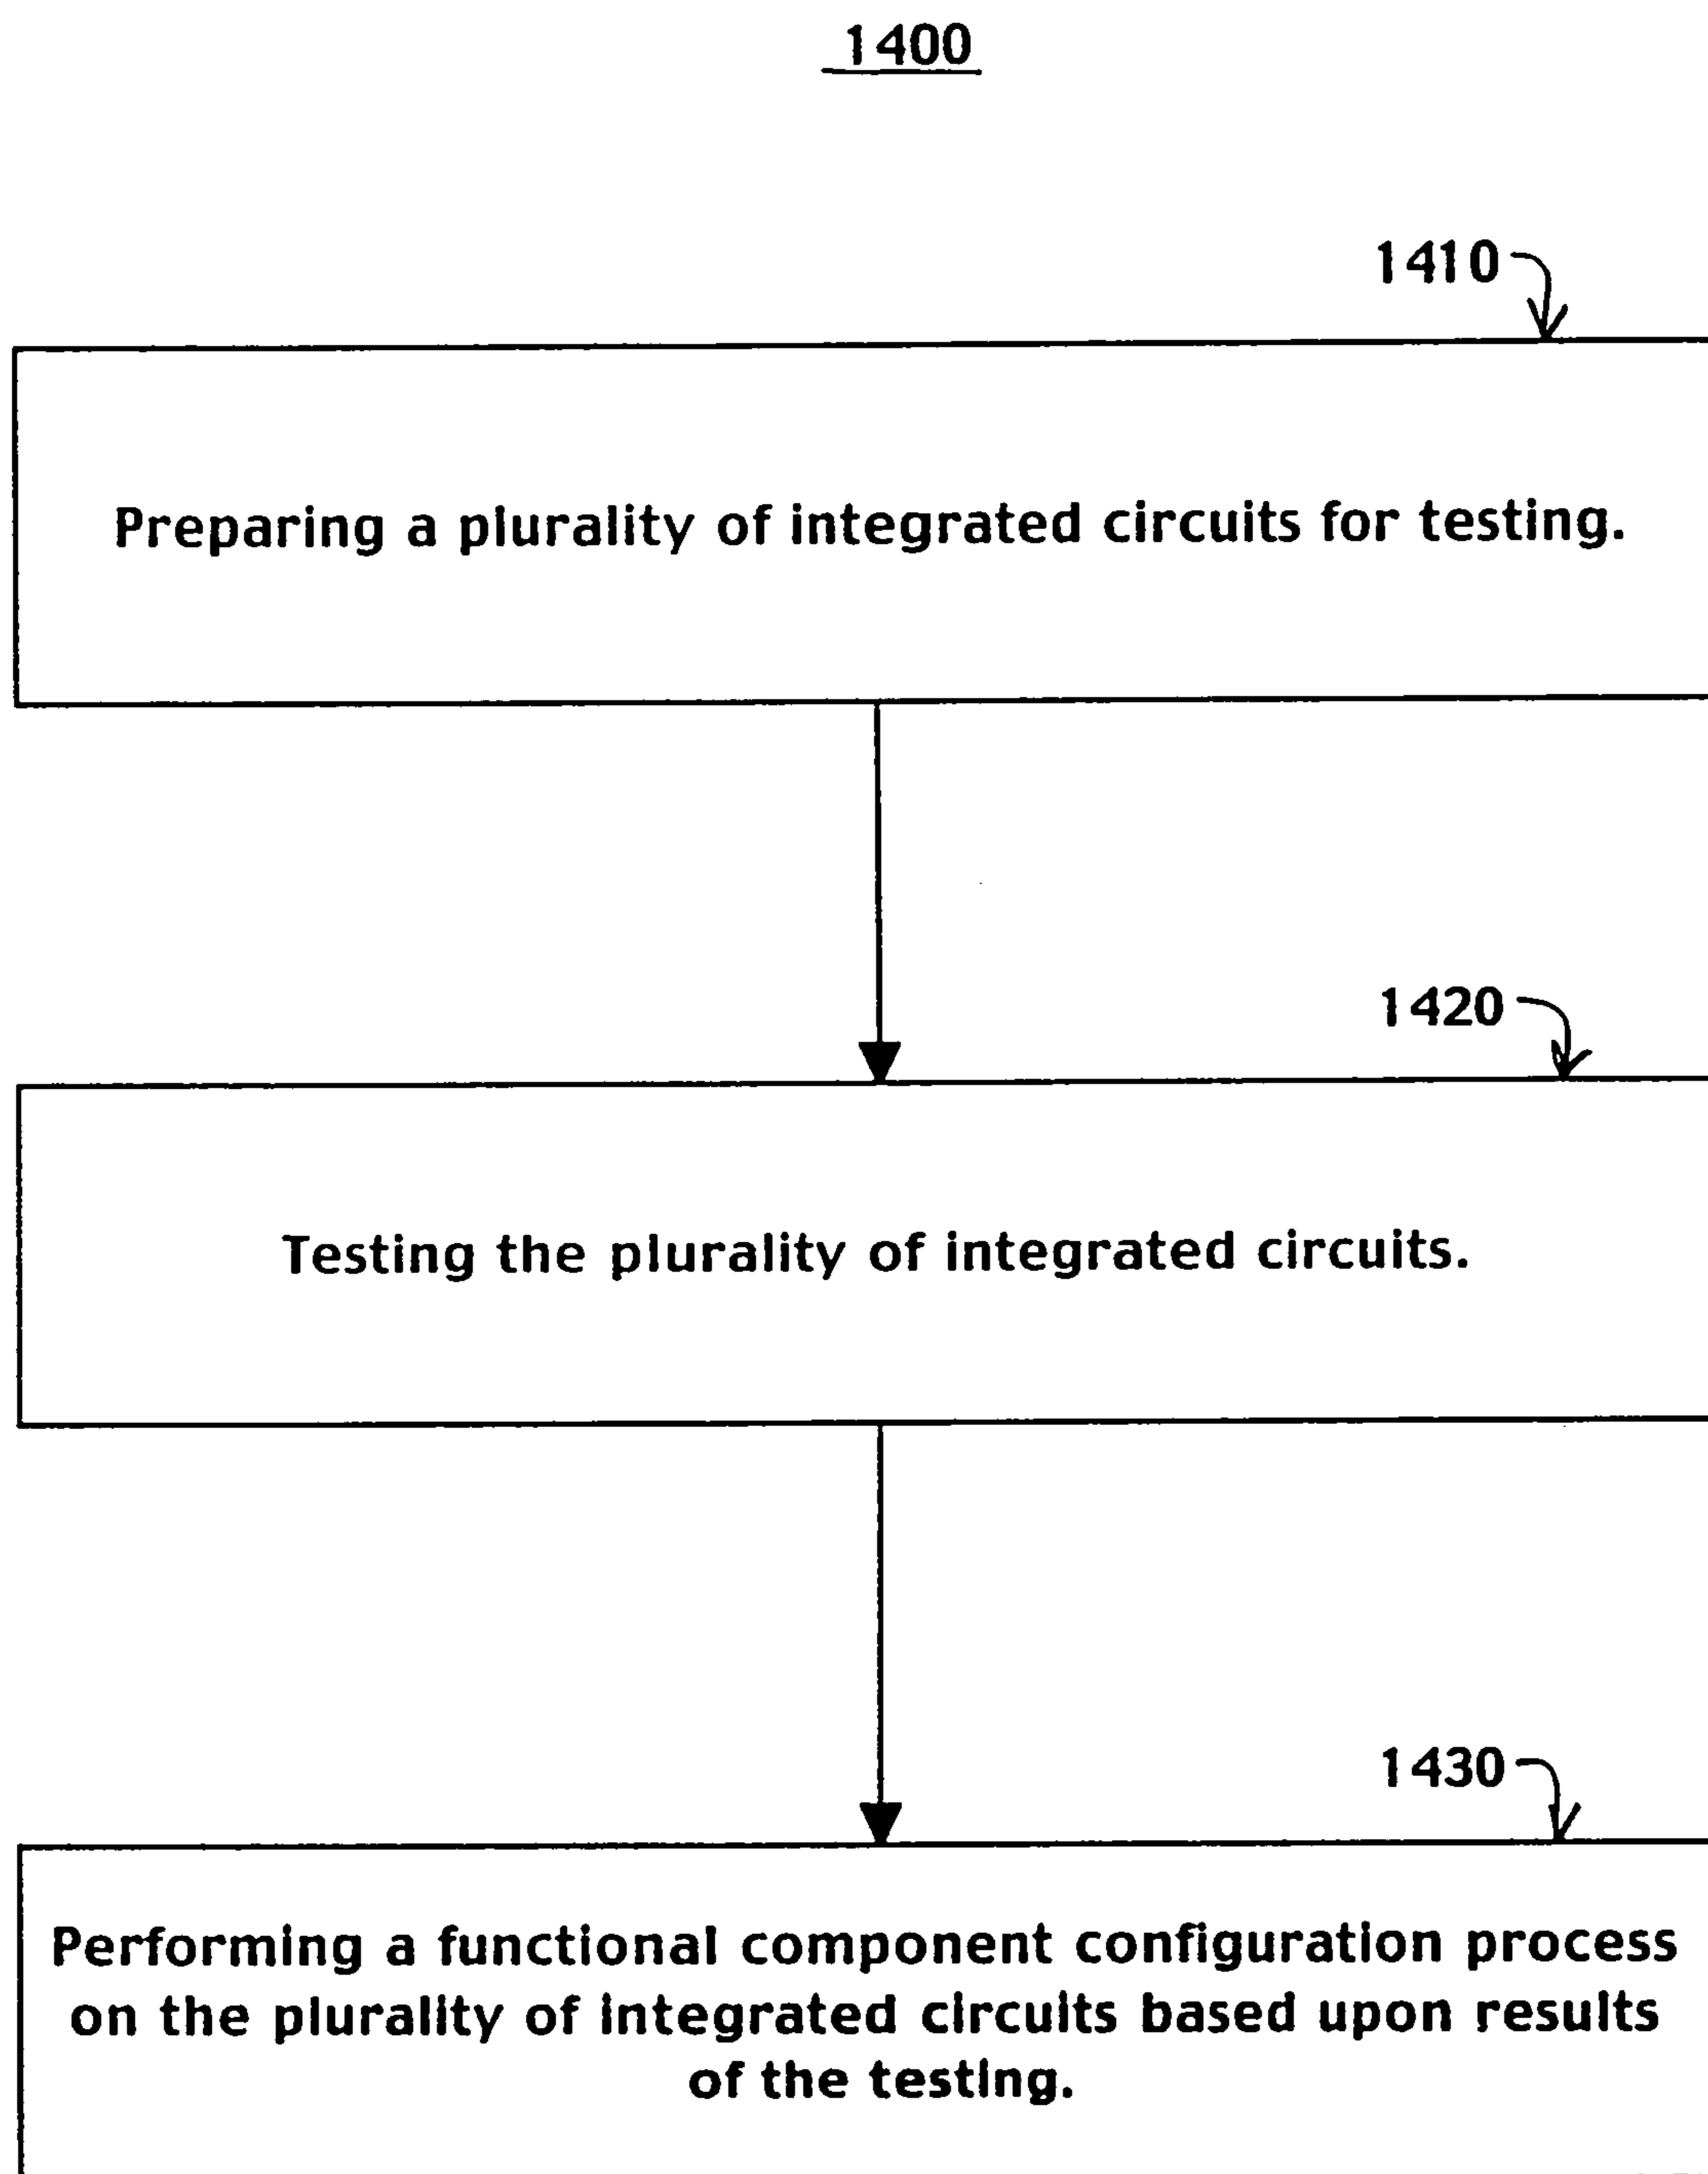 1400
1410
Preparing a plurality of integrated circuits for testing.
1420
Testing the plurality of integrated circuits.
1430
Performing a functional component configuration process
on the plurality of integrated circuits based upon results
of the testing.